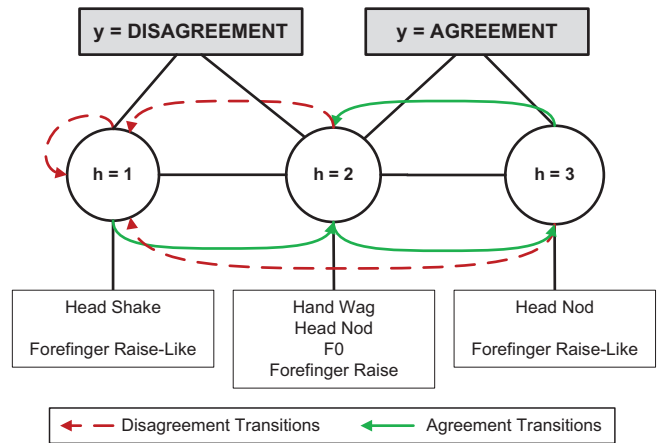 y = DISAGREEMENT
y = AGREEMENT
h = 1
h = 2
h = 3
Head Shake
Forefinger Raise-Like
Hand Wag
Head Nod
F0
Forefinger Raise
Head Nod
Forefinger Raise-Like
Disagreement Transitions
Agreement Transitions